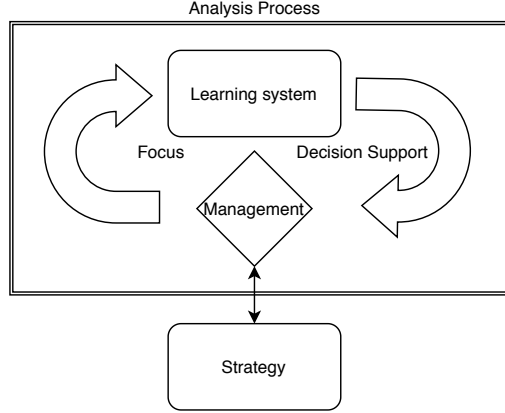 Analysis Process
Learning system
Focus
Decision Support
Management
Strategy